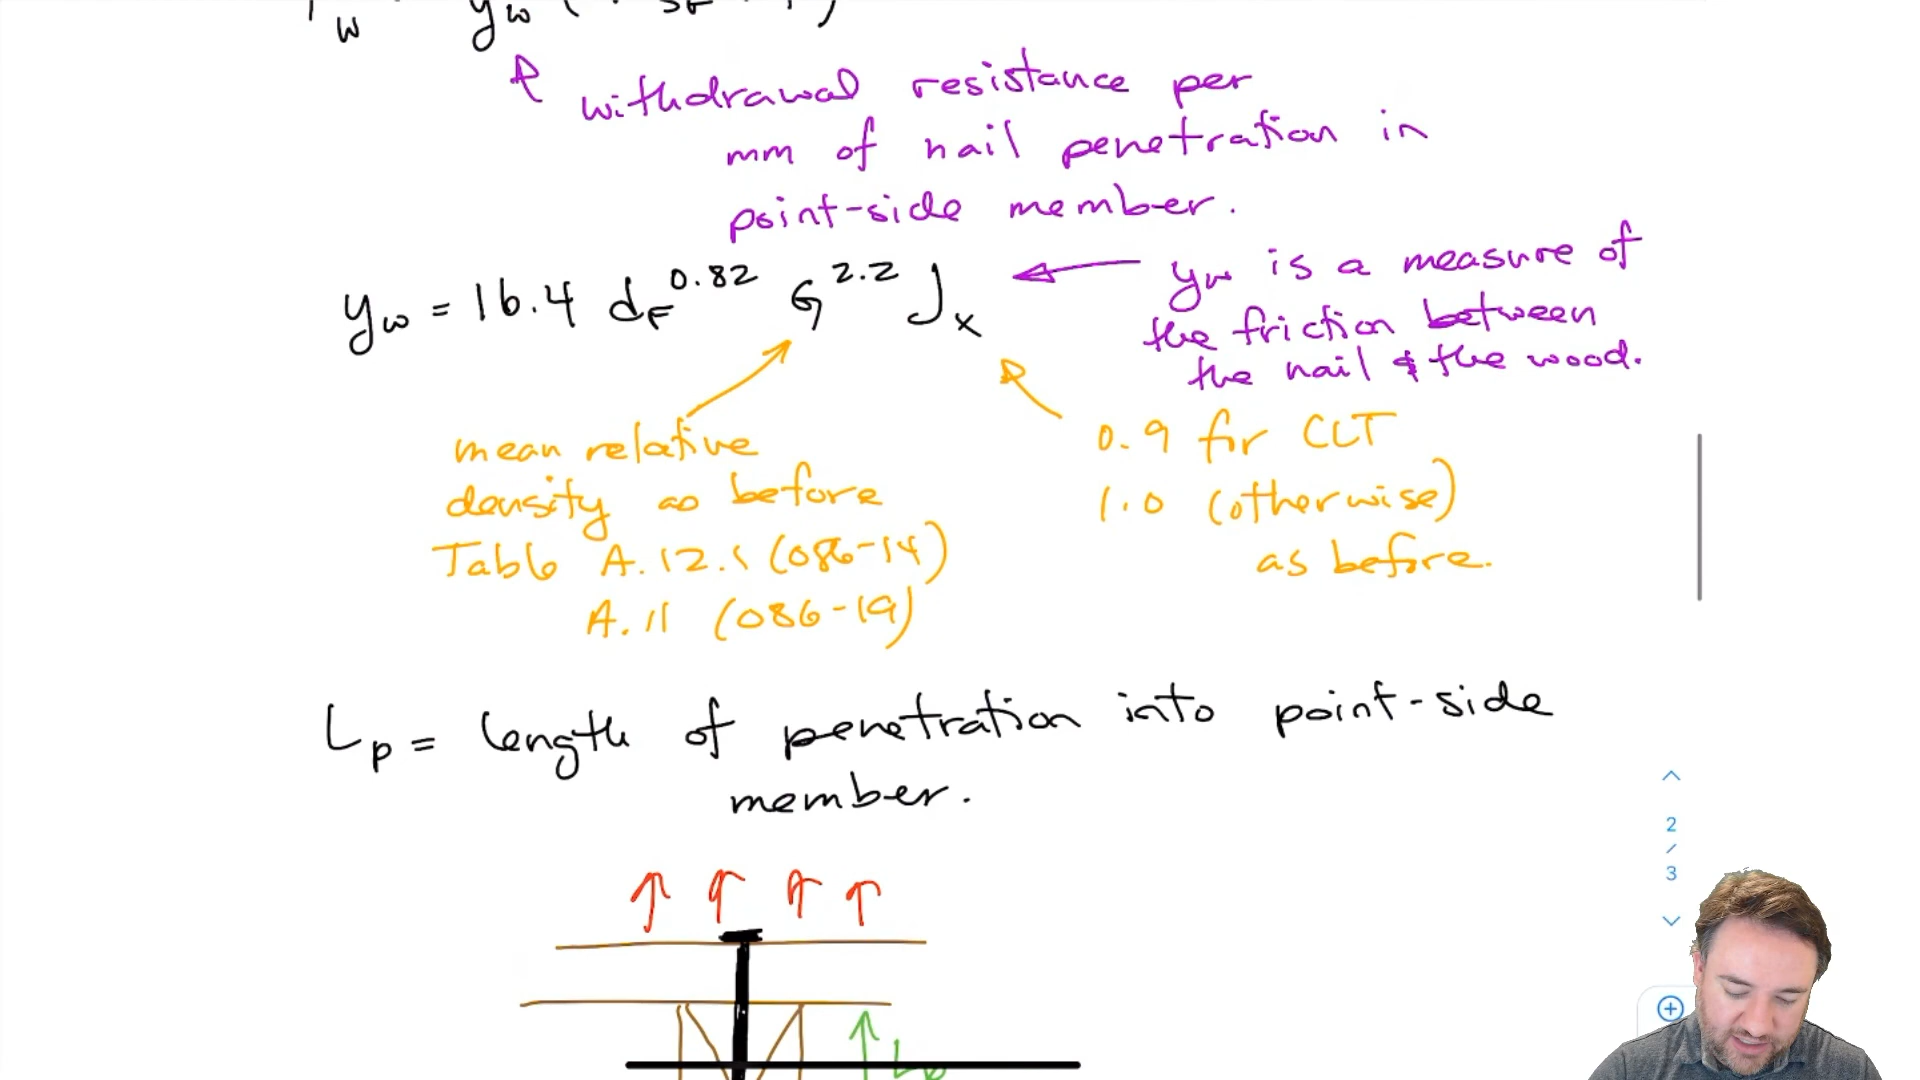 withdrawal resistance per
mm of nail penetration in
point-side member.
yw = 16.4 dF^0.82 G^2.2 Jx
yw is a measure of
the friction between
the nail & the wood.
mean relative
density as before
Table A.12.1 (086-14)
A.11 (086-19)
0.9 for CLT
1.0 (otherwise)
as before.
Lp = length of penetration into point-side
member.
Lp
2
/
3